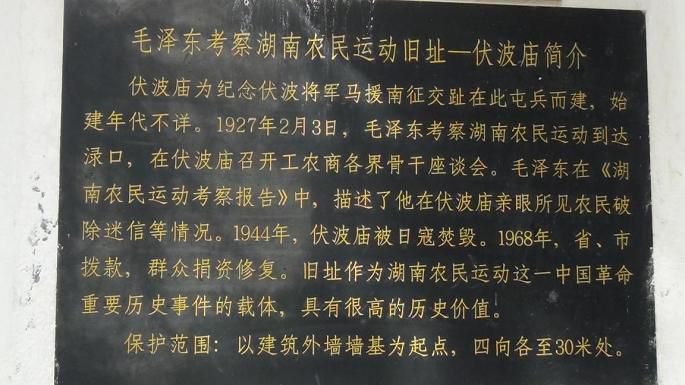 毛泽东考察湖南农民运动旧址—伏波庙简介
伏波庙为纪念伏波将军马援南征交趾在此屯兵而建，始
建年代不详。1927年2月3日，毛泽东考察湖南农民运动到达
渌口，在伏波庙召开工农商各界骨干座谈会。毛泽东在《湖
南农民运动考察报告》中，描述了他在伏波庙亲眼所见农民破
除迷信等情况。1944年，伏波庙被日寇焚毁。1968年，省、市
拨款，群众捐资修复。旧址作为湖南农民运动这一中国革命
重要历史事件的载体，具有很高的历史价值。
保护范围：以建筑外墙墙基为起点，四向各至30米处。